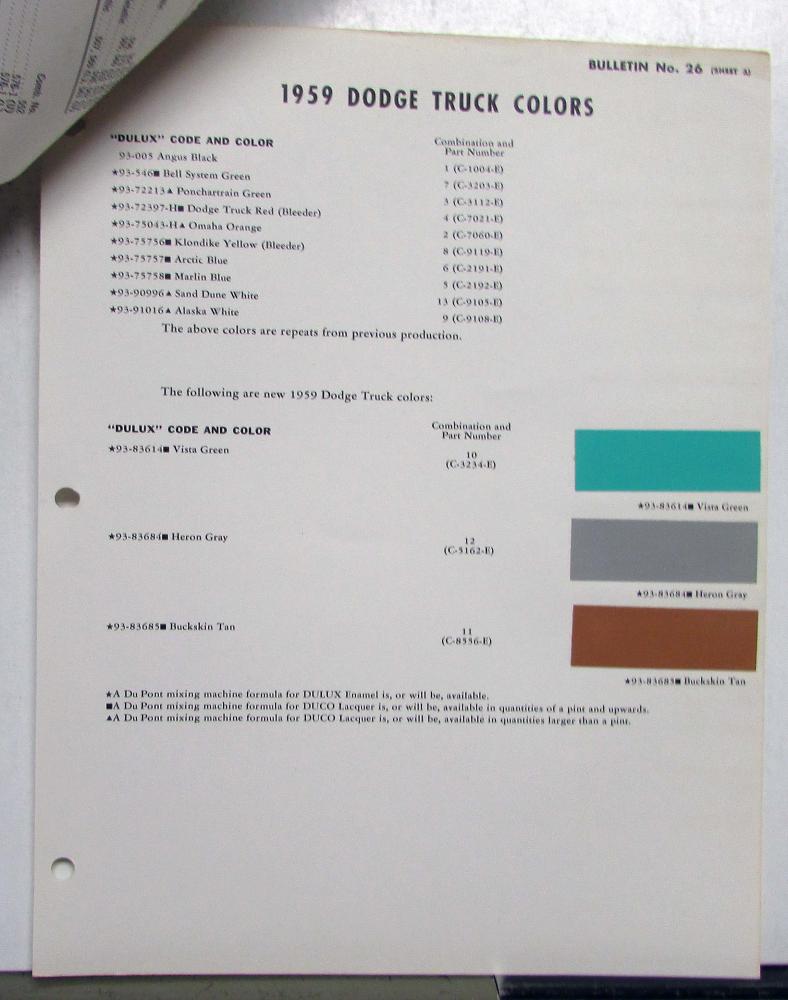 BULLETIN No. 26 (SHEET A)
1959 DODGE TRUCK COLORS
"DULUX" CODE AND COLOR
Combination and
Part Number
93-005 Angus Black 1 (C-1004-E)
★93-546■ Bell System Green 7 (C-3203-E)
★93-72213▲ Ponchartrain Green 3 (C-3112-E)
★93-72397-H■ Dodge Truck Red (Bleeder) 4 (C-7021-E)
★93-75043-H▲ Omaha Orange 2 (C-7060-E)
★93-75756■ Klondike Yellow (Bleeder) 8 (C-9119-E)
★93-75757■ Arctic Blue 6 (C-2191-E)
★93-75758■ Marlin Blue 5 (C-2192-E)
★93-90996▲ Sand Dune White 13 (C-9105-E)
★93-91016▲ Alaska White 9 (C-9108-E)
The above colors are repeats from previous production.
The following are new 1959 Dodge Truck colors:
"DULUX" CODE AND COLOR
Combination and
Part Number
★93-83614■ Vista Green 10
(C-3234-E)
★93-83614■ Vista Green
★93-83684■ Heron Gray 12
(C-5162-E)
★93-83684■ Heron Gray
★93-83685■ Buckskin Tan 11
(C-8556-E)
★93-83685■ Buckskin Tan
★A Du Pont mixing machine formula for DULUX Enamel is, or will be, available.
■A Du Pont mixing machine formula for DUCO Lacquer is, or will be, available in quantities of a pint and upwards.
▲A Du Pont mixing machine formula for DUCO Lacquer is, or will be, available in quantities larger than a pint.